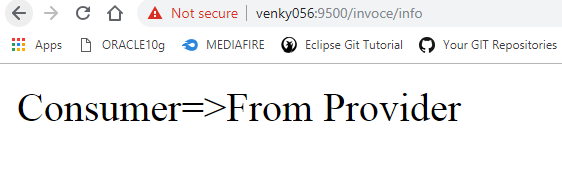 Not secure | venky056:9500/invoce/info
Apps ORACLE10g MEDIAFIRE Eclipse Git Tutorial Your GIT Repositories
Consumer=>From Provider